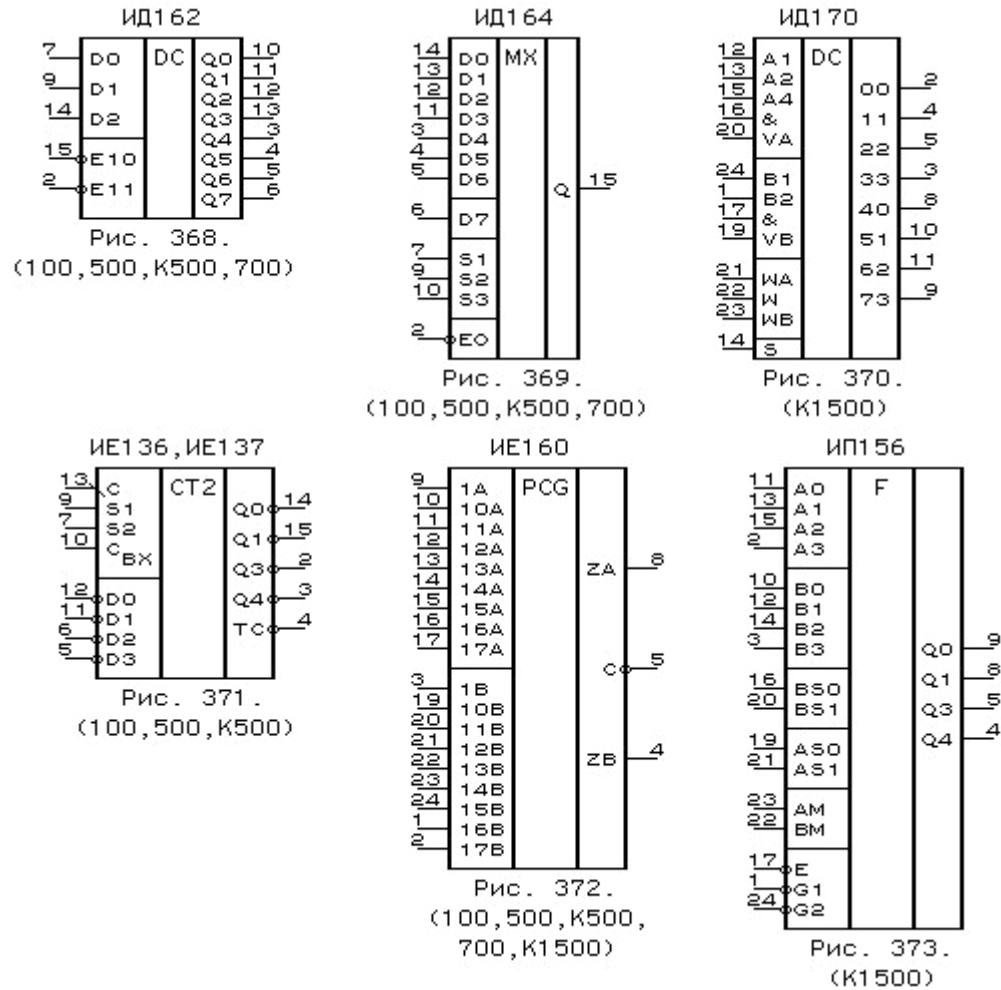 ИД162
7 D0 DC Q0 10
9 D1 Q1 11
14 D2 Q2 12
Q3 13
Q4 3
15 E10 Q5 4
2 E11 Q6 5
Q7 6
Рис. 368.
(100,500,К500,700)
ИД164
14 D0 MX
13 D1
12 D2
11 D3
3 D4
4 D5
5 D6
Q 15
6 D7
7 S1
9 S2
10 S3
2 EO
Рис. 369.
(100,500,К500,700)
ИД170
12 A1 DC
13 A2
15 A4 00 2
16 & 11 4
20 VA 22 5
24 B1 33 3
1 B2 40 8
17 & 51 10
19 VB 62 11
21 WA 73 9
22 W
23 WB
14 S
Рис. 370.
(К1500)
ИЕ136,ИЕ137
13 C CT2
9 S1 Q0 14
7 S2 Q1 15
10 CВХ Q3 2
12 D0 Q4 3
11 D1 TC 4
6 D2
5 D3
Рис. 371.
(100,500,К500)
ИЕ160
9 1A PCG
10 10A
11 11A
12 12A
13 13A ZA 8
14 14A
15 15A
16 16A
17 17A
C 5
3 1B
19 10B
20 11B
21 12B ZB 4
22 13B
23 14B
24 15B
1 16B
2 17B
Рис. 372.
(100,500,К500,
700,К1500)
ИП156
11 A0 F
13 A1
15 A2
2 A3
10 B0
12 B1
14 B2
3 B3 Q0 9
16 BS0 Q1 8
20 BS1 Q3 5
19 AS0 Q4 4
21 AS1
23 AM
22 BM
17 E
1 G1
24 G2
Рис. 373.
(К1500)